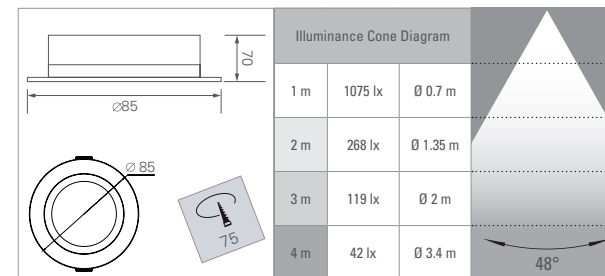 70
⌀85
⌀ 85
75
Illuminance Cone Diagram
1 m 1075 lx Ø 0.7 m
2 m 268 lx Ø 1.35 m
3 m 119 lx Ø 2 m
4 m 42 lx Ø 3.4 m
48°